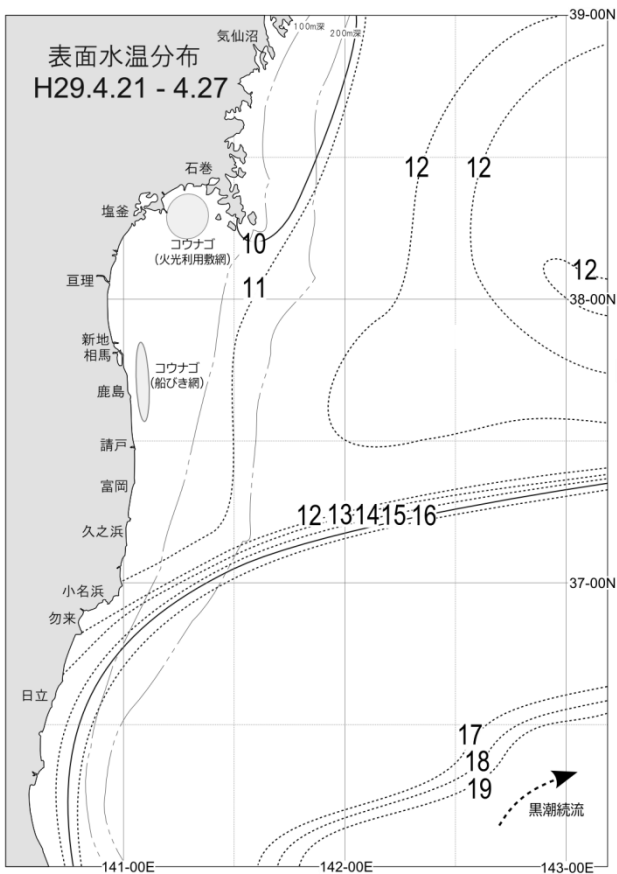 39-00N
100m深
200m深
気仙沼
表面水温分布
H29.4.21 - 4.27
石巻
12
12
塩釜
コウナゴ
(火光利用敷網)
10
12
亘理
11
38-00N
新地
相馬
コウナゴ
(船びき網)
鹿島
請戸
富岡
12 13 14 15 16
久之浜
37-00N
小名浜
勿来
日立
17
18
19
黒潮続流
141-00E
142-00E
143-00E